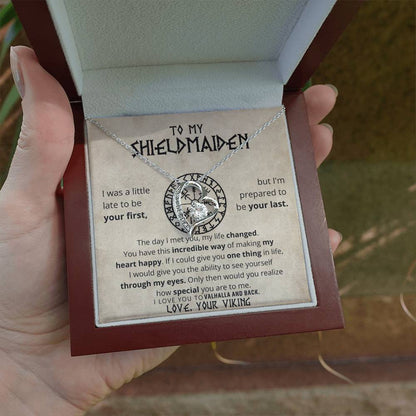 TO MY
SHIELDMAIDEN
I was a little
late to be
your first,
but I'm
prepared to
be your last.
The day I met you, my life changed.
You have this incredible way of making my
heart happy. If I could give you one thing in life,
I would give you the ability to see yourself
through my eyes. Only then would you realize
how special you are to me.
I LOVE YOU TO VALHALLA AND BACK.
LOVE, YOUR VIKING